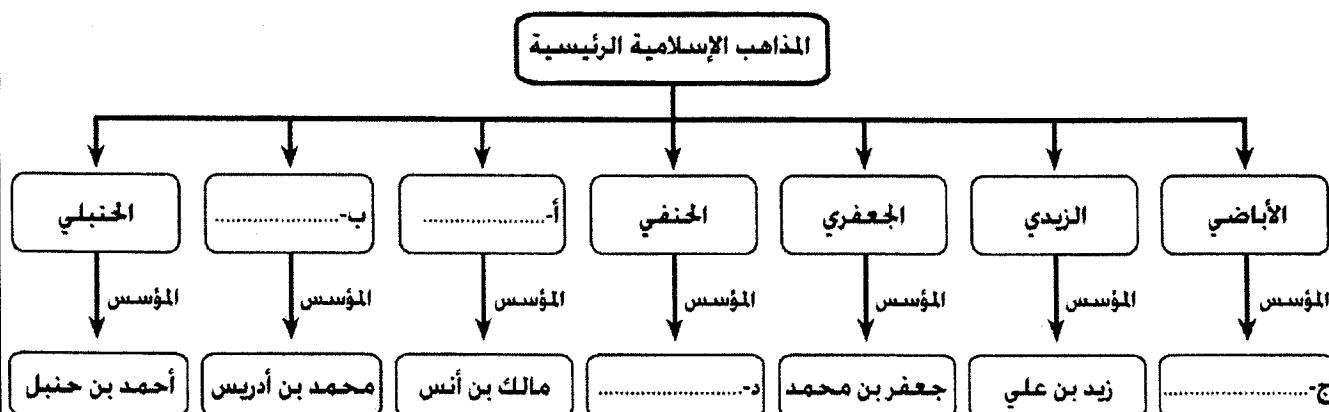 المذاهب الإسلامية الرئيسية
الأباضي
الزيدي
الجعفري
الحنفي
أ-......................
ب-......................
الحنبلي
المؤسس
المؤسس
المؤسس
المؤسس
المؤسس
المؤسس
المؤسس
ج-..............................
زيد بن علي
جعفر بن محمد
د-..........................
مالك بن أنس
محمد بن أدريس
أحمد بن حنبل